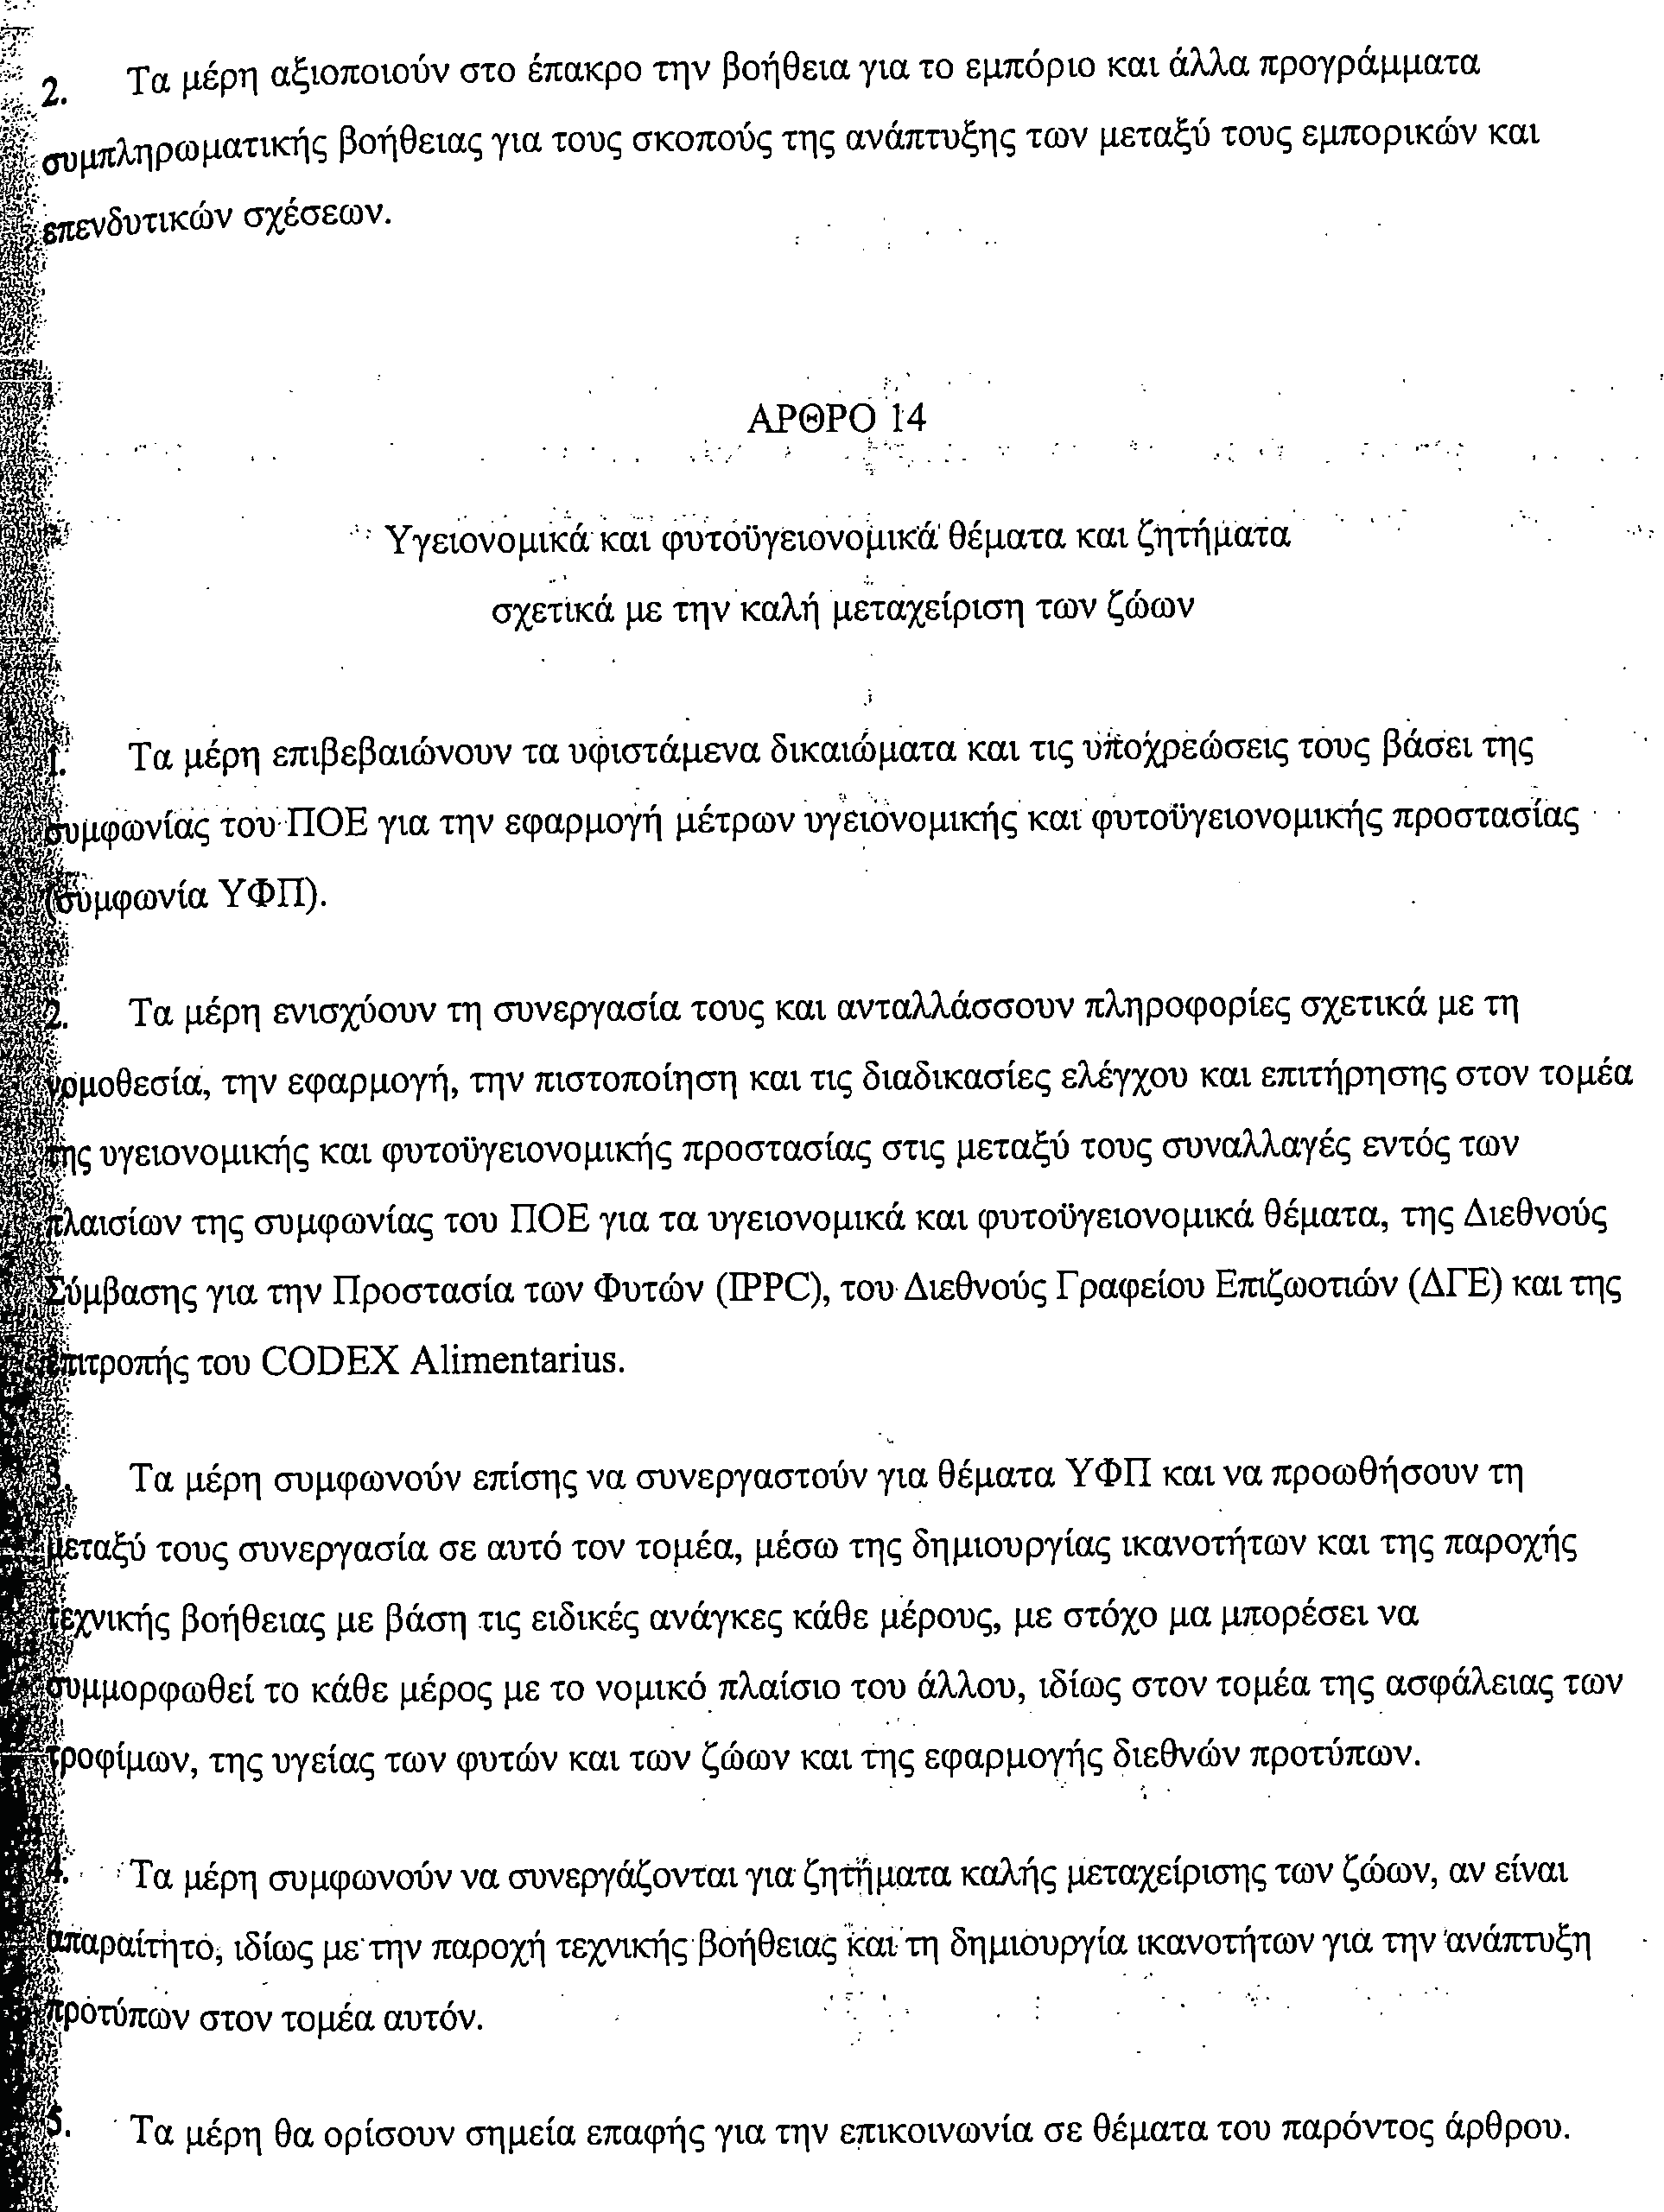 2. Τα μέρη αξιοποιούν στο έπακρο την βοήθεια για το εμπόριο και άλλα προγράμματα
συμπληρωματικής βοήθειας για τους σκοπούς της ανάπτυξης των μεταξύ τους εμπορικών και
επενδυτικών σχέσεων.
ΑΡΘΡΟ 14
Υγειονομικά και φυτοϋγειονομικά θέματα και ζητήματα
σχετικά με την καλή μεταχείριση των ζώων
1. Τα μέρη επιβεβαιώνουν τα υφιστάμενα δικαιώματα και τις υποχρεώσεις τους βάσει της
συμφωνίας του ΠΟΕ για την εφαρμογή μέτρων υγειονομικής και φυτοϋγειονομικής προστασίας
(συμφωνία ΥΦΠ).
2. Τα μέρη ενισχύουν τη συνεργασία τους και ανταλλάσσουν πληροφορίες σχετικά με τη
νομοθεσία, την εφαρμογή, την πιστοποίηση και τις διαδικασίες ελέγχου και επιτήρησης στον τομέα
της υγειονομικής και φυτοϋγειονομικής προστασίας στις μεταξύ τους συναλλαγές εντός των
πλαισίων της συμφωνίας του ΠΟΕ για τα υγειονομικά και φυτοϋγειονομικά θέματα, της Διεθνούς
Σύμβασης για την Προστασία των Φυτών (IPPC), του Διεθνούς Γραφείου Επιζωοτιών (ΔΓΕ) και της
επιτροπής του CODEX Alimentarius.
3. Τα μέρη συμφωνούν επίσης να συνεργαστούν για θέματα ΥΦΠ και να προωθήσουν τη
μεταξύ τους συνεργασία σε αυτό τον τομέα, μέσω της δημιουργίας ικανοτήτων και της παροχής
τεχνικής βοήθειας με βάση τις ειδικές ανάγκες κάθε μέρους, με στόχο μα μπορέσει να
συμμορφωθεί το κάθε μέρος με το νομικό πλαίσιο του άλλου, ιδίως στον τομέα της ασφάλειας των
τροφίμων, της υγείας των φυτών και των ζώων και της εφαρμογής διεθνών προτύπων.
4. Τα μέρη συμφωνούν να συνεργάζονται για ζητήματα καλής μεταχείρισης των ζώων, αν είναι
απαραίτητο, ιδίως με την παροχή τεχνικής βοήθειας και τη δημιουργία ικανοτήτων για την ανάπτυξη
προτύπων στον τομέα αυτόν.
5. Τα μέρη θα ορίσουν σημεία επαφής για την επικοινωνία σε θέματα του παρόντος άρθρου.